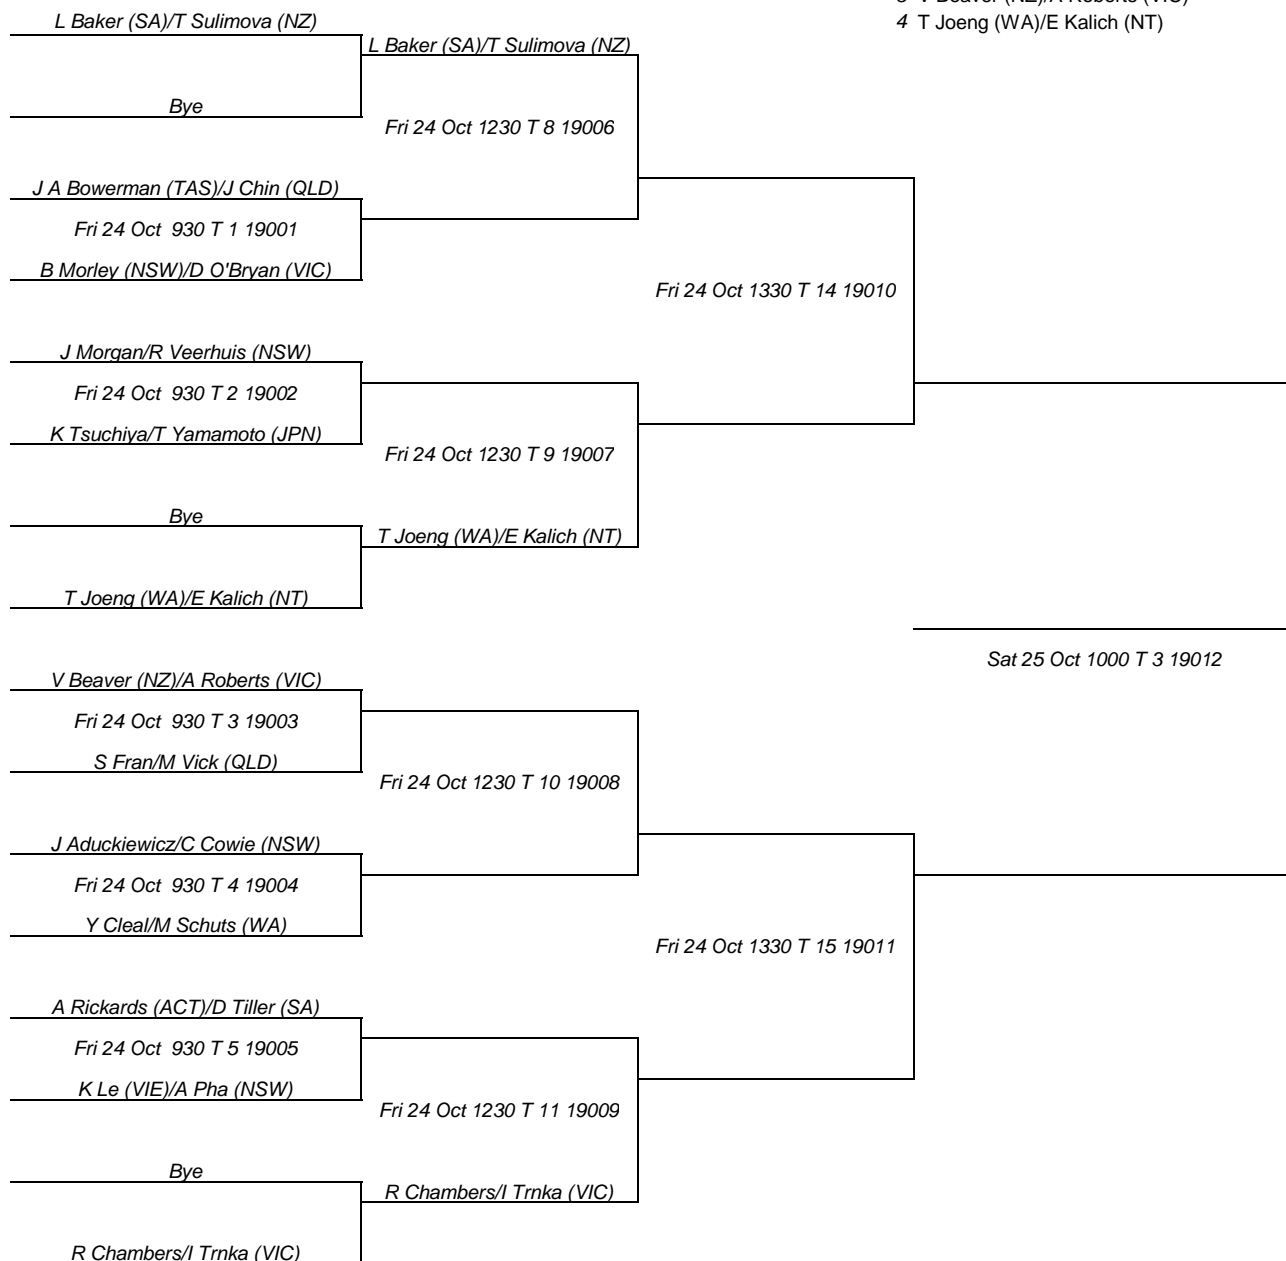 3 V Beaver (NZ)/A Roberts (VIC)
4 T Joeng (WA)/E Kalich (NT)
L Baker (SA)/T Sulimova (NZ)
L Baker (SA)/T Sulimova (NZ)
Bye
Fri 24 Oct 1230 T 8 19006
J A Bowerman (TAS)/J Chin (QLD)
Fri 24 Oct 930 T 1 19001
B Morley (NSW)/D O'Bryan (VIC)
Fri 24 Oct 1330 T 14 19010
J Morgan/R Veerhuis (NSW)
Fri 24 Oct 930 T 2 19002
K Tsuchiya/T Yamamoto (JPN)
Fri 24 Oct 1230 T 9 19007
Bye
T Joeng (WA)/E Kalich (NT)
T Joeng (WA)/E Kalich (NT)
Sat 25 Oct 1000 T 3 19012
V Beaver (NZ)/A Roberts (VIC)
Fri 24 Oct 930 T 3 19003
S Fran/M Vick (QLD)
Fri 24 Oct 1230 T 10 19008
J Aduckiewicz/C Cowie (NSW)
Fri 24 Oct 930 T 4 19004
Y Cleal/M Schuts (WA)
Fri 24 Oct 1330 T 15 19011
A Rickards (ACT)/D Tiller (SA)
Fri 24 Oct 930 T 5 19005
K Le (VIE)/A Pha (NSW)
Fri 24 Oct 1230 T 11 19009
Bye
R Chambers/I Trnka (VIC)
R Chambers/I Trnka (VIC)